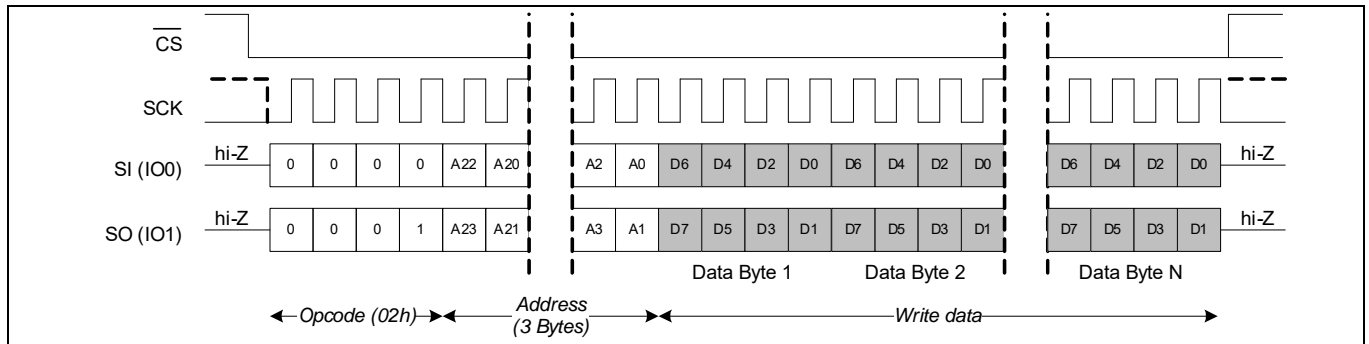 CS
SCK
SI (IO0) hi-Z 0 0 0 0 A22 A20 A2 A0 D6 D4 D2 D0 D6 D4 D2 D0 D6 D4 D2 D0 hi-Z
SO (IO1) hi-Z 0 0 0 1 A23 A21 A3 A1 D7 D5 D3 D1 D7 D5 D3 D1 D7 D5 D3 D1 hi-Z
Data Byte 1 Data Byte 2 Data Byte N
Opcode (02h) Address (3 Bytes) Write data